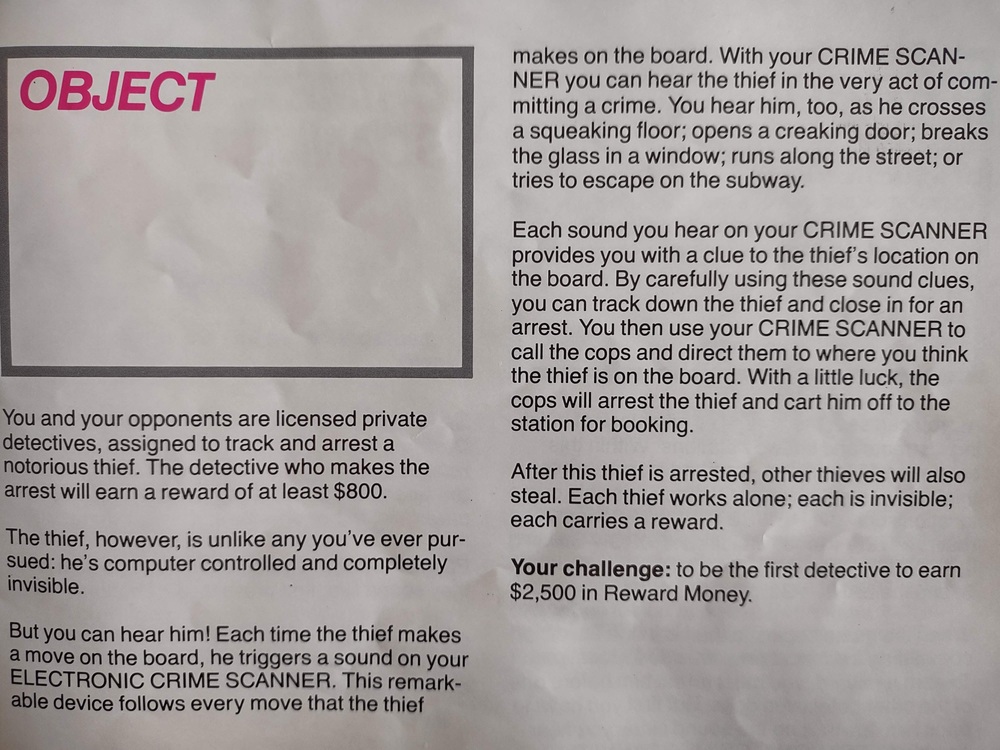 OBJECT
You and your opponents are licensed private
detectives, assigned to track and arrest a
notorious thief. The detective who makes the
arrest will earn a reward of at least $800.
The thief, however, is unlike any you've ever pur-
sued: he's computer controlled and completely
invisible.
But you can hear him! Each time the thief makes
a move on the board, he triggers a sound on your
ELECTRONIC CRIME SCANNER. This remark-
able device follows every move that the thief
makes on the board. With your CRIME SCAN-
NER you can hear the thief in the very act of com-
mitting a crime. You hear him, too, as he crosses
a squeaking floor; opens a creaking door; breaks
the glass in a window; runs along the street; or
tries to escape on the subway.
Each sound you hear on your CRIME SCANNER
provides you with a clue to the thief's location on
the board. By carefully using these sound clues,
you can track down the thief and close in for an
arrest. You then use your CRIME SCANNER to
call the cops and direct them to where you think
the thief is on the board. With a little luck, the
cops will arrest the thief and cart him off to the
station for booking.
After this thief is arrested, other thieves will also
steal. Each thief works alone; each is invisible;
each carries a reward.
Your challenge: to be the first detective to earn
$2,500 in Reward Money.